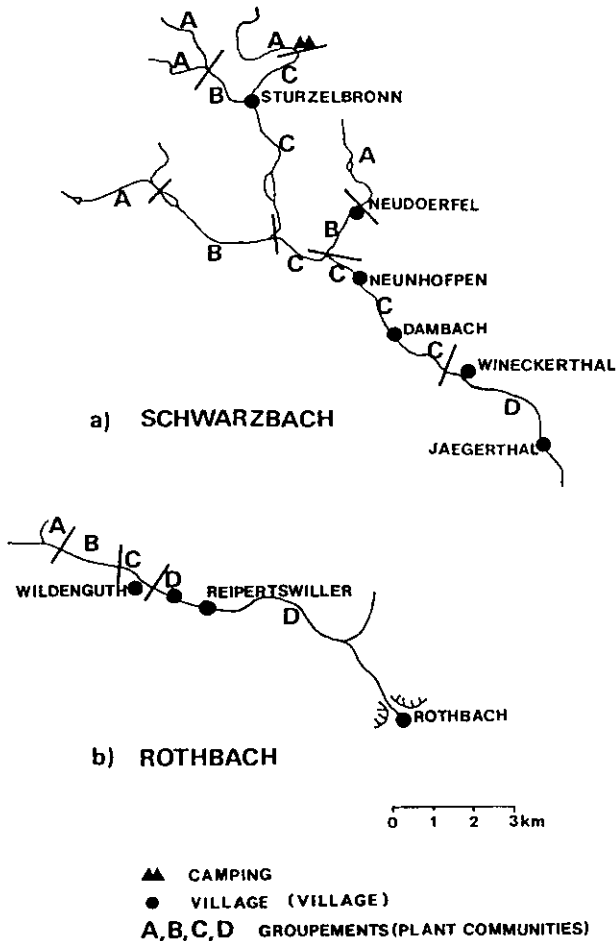 A
A
A
C
B
STURZELBRONN
C
A
A
NEUDOERFEL
B
B
C
C
NEUNHOFPEN
C
DAMBACH
C
WINECKERTHAL
D
a) SCHWARZBACH
JAEGERTHAL
A
B
C
D
WILDENGUTH
REIPERTSWILLER
D
ROTHBACH
b) ROTHBACH
0 1 2 3km
CAMPING
VILLAGE (VILLAGE)
A,B,C,D GROUPEMENTS (PLANT COMMUNITIES)